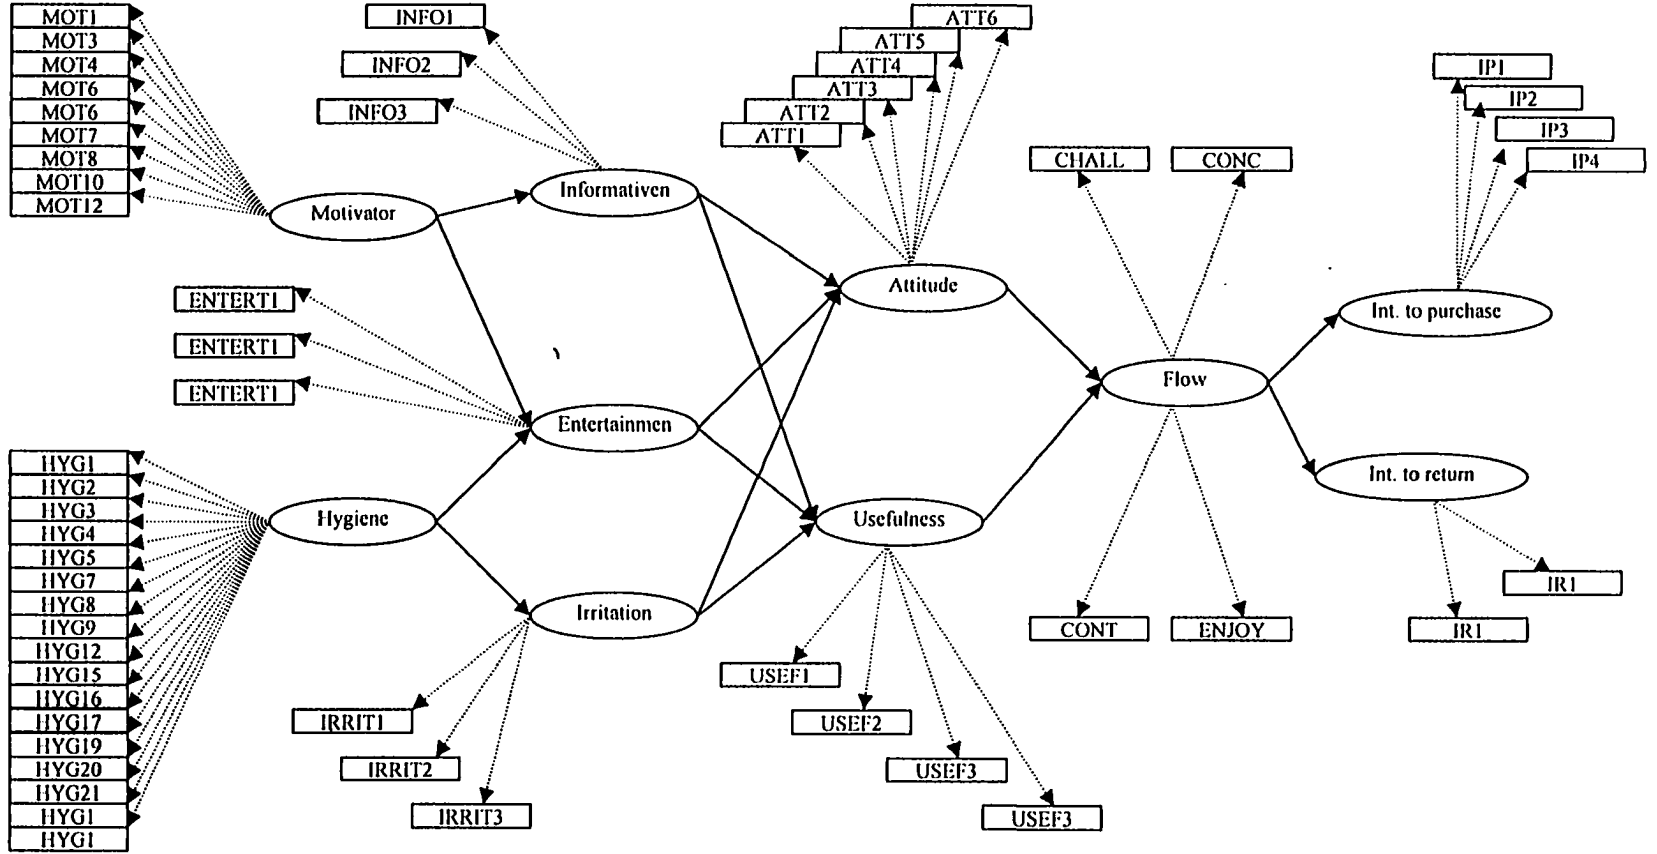 MOT1
MOT3
MOT4
MOT6
MOT6
MOT7
MOT8
MOT10
MOT12
INFO1
INFO2
INFO3
ATT6
ATT5
ATT4
ATT3
ATT2
ATT1
IP1
IP2
IP3
IP4
CHALL
CONC
Motivator
Informativen
Attitude
Int. to purchase
ENTERT1
ENTERT1
ENTERT1
Entertainmen
Flow
Int. to return
HYG1
HYG2
HYG3
HYG4
HYG5
HYG7
HYG8
HYG9
HYG12
HYG15
HYG16
HYG17
HYG19
HYG20
HYG21
HYG1
HYG1
Hygiene
Usefulness
Irritation
IR1
IR1
CONT
ENJOY
USEF1
USEF2
USEF3
USEF3
IRRIT1
IRRIT2
IRRIT3